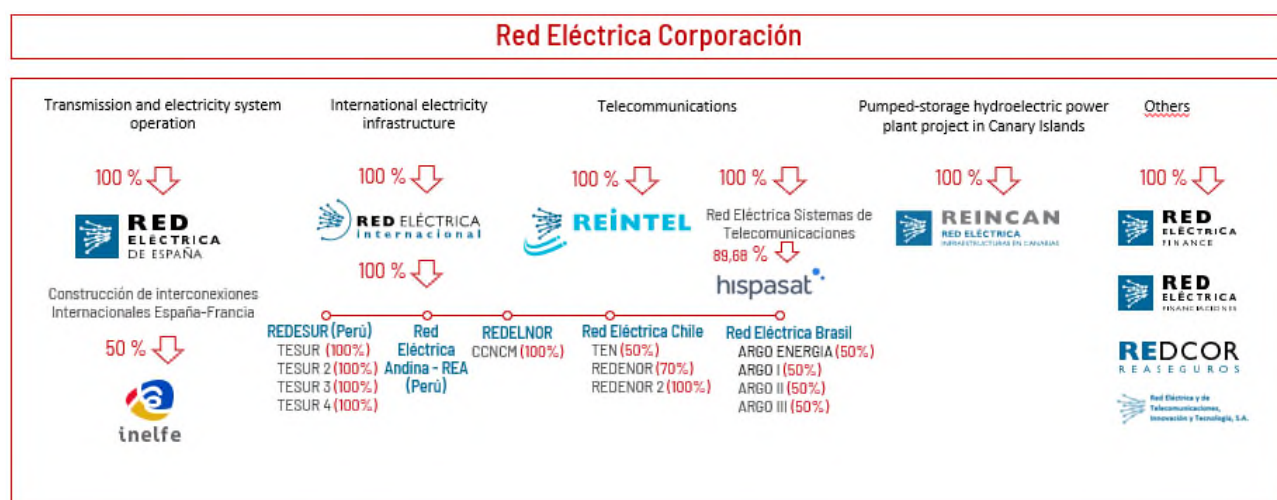 Red Eléctrica Corporación
Transmission and electricity system
operation
100 %
RED
ELÉCTRICA
DE ESPAÑA
Construcción de interconexiones
Internacionales España-Francia
50 %
inelfe
International electricity
infrastructure
100 %
RED ELÉCTRICA
internacional
100 %
REDESUR (Perú)
TESUR (100%)
TESUR 2 (100%)
TESUR 3 (100%)
TESUR 4 (100%)
Red
Eléctrica
Andina - REA
(Perú)
REDELNOR
CCNCM (100%)
Red Eléctrica Chile
TEN (50%)
REDENOR (70%)
REDENOR 2 (100%)
Red Eléctrica Brasil
ARGO ENERGIA (50%)
ARGO I (50%)
ARGO II (50%)
ARGO III (50%)
Telecommunications
100 %
REINTEL
100 %
Red Eléctrica Sistemas de
Telecomunicaciones
89,68 %
hispasat
Pumped-storage hydroelectric power
plant project in Canary Islands
100 %
REINCAN
RED ELÉCTRICA
INFRAESTRUCTURAS EN CANARIAS
Others
100 %
RED
ELÉCTRICA
FINANCE
RED
ELÉCTRICA
FINANCIACIONES
REDCOR
REASEGUROS
Red Eléctrica y de
Telecomunicaciones,
Innovación y Tecnología, S.A.